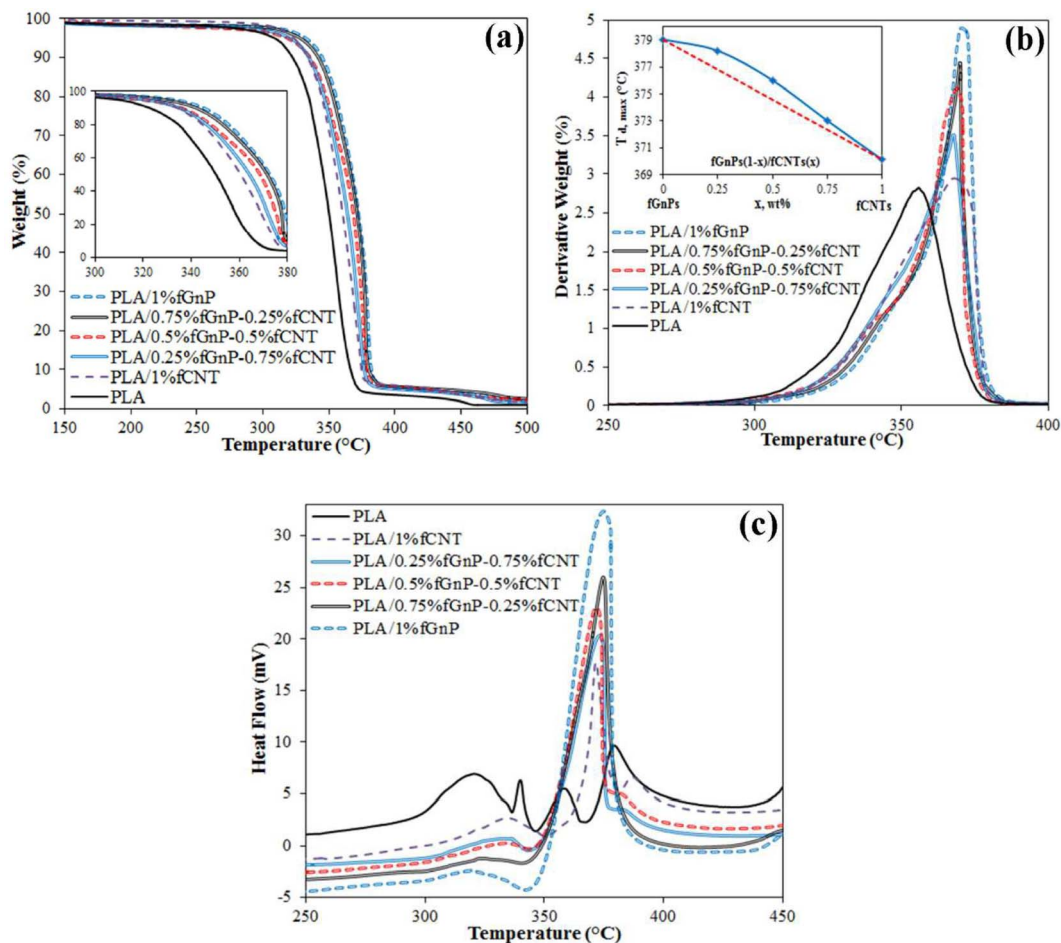 (a)
Weight (%)
100
90
80
70
60
50
40
30
20
10
0
100
80
60
40
20
0
300 320 340 360 380
PLA/1%fGnP
PLA/0.75%fGnP-0.25%fCNT
PLA/0.5%fGnP-0.5%fCNT
PLA/0.25%fGnP-0.75%fCNT
PLA/1%fCNT
PLA
150 200 250 300 350 400 450 500
Temperature (°C)
(b)
Derivative Weight (%)
5
4.5
4
3.5
3
2.5
2
1.5
1
0.5
0
T d, max (°C)
379
377
375
373
371
369
fGnPs(1-x)/fCNTs(x)
0 0.25 0.5 0.75 1
fGnPs x, wt% fCNTs
PLA/1%fGnP
PLA/0.75%fGnP-0.25%fCNT
PLA/0.5%fGnP-0.5%fCNT
PLA/0.25%fGnP-0.75%fCNT
PLA/1%fCNT
PLA
250 300 350 400
Temperature (°C)
(c)
Heat Flow (mV)
30
25
20
15
10
5
0
-5
PLA
PLA/1%fCNT
PLA/0.25%fGnP-0.75%fCNT
PLA/0.5%fGnP-0.5%fCNT
PLA/0.75%fGnP-0.25%fCNT
PLA/1%fGnP
250 300 350 400 450
Temperature (°C)